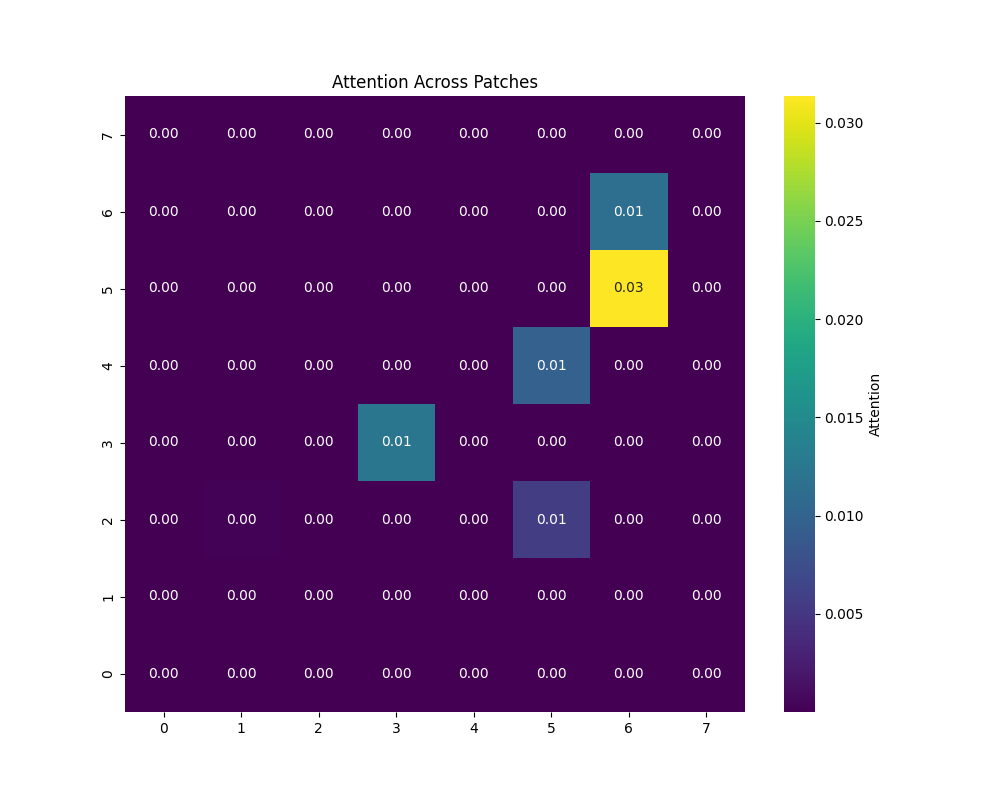 Attention Across Patches
7 0.00 0.00 0.00 0.00 0.00 0.00 0.00 0.00
6 0.00 0.00 0.00 0.00 0.00 0.00 0.01 0.00
5 0.00 0.00 0.00 0.00 0.00 0.00 0.03 0.00
4 0.00 0.00 0.00 0.00 0.00 0.01 0.00 0.00
3 0.00 0.00 0.00 0.01 0.00 0.00 0.00 0.00
2 0.00 0.00 0.00 0.00 0.00 0.01 0.00 0.00
1 0.00 0.00 0.00 0.00 0.00 0.00 0.00 0.00
0 0.00 0.00 0.00 0.00 0.00 0.00 0.00 0.00
0 1 2 3 4 5 6 7
0.030
0.025
0.020
0.015
0.010
0.005
Attention